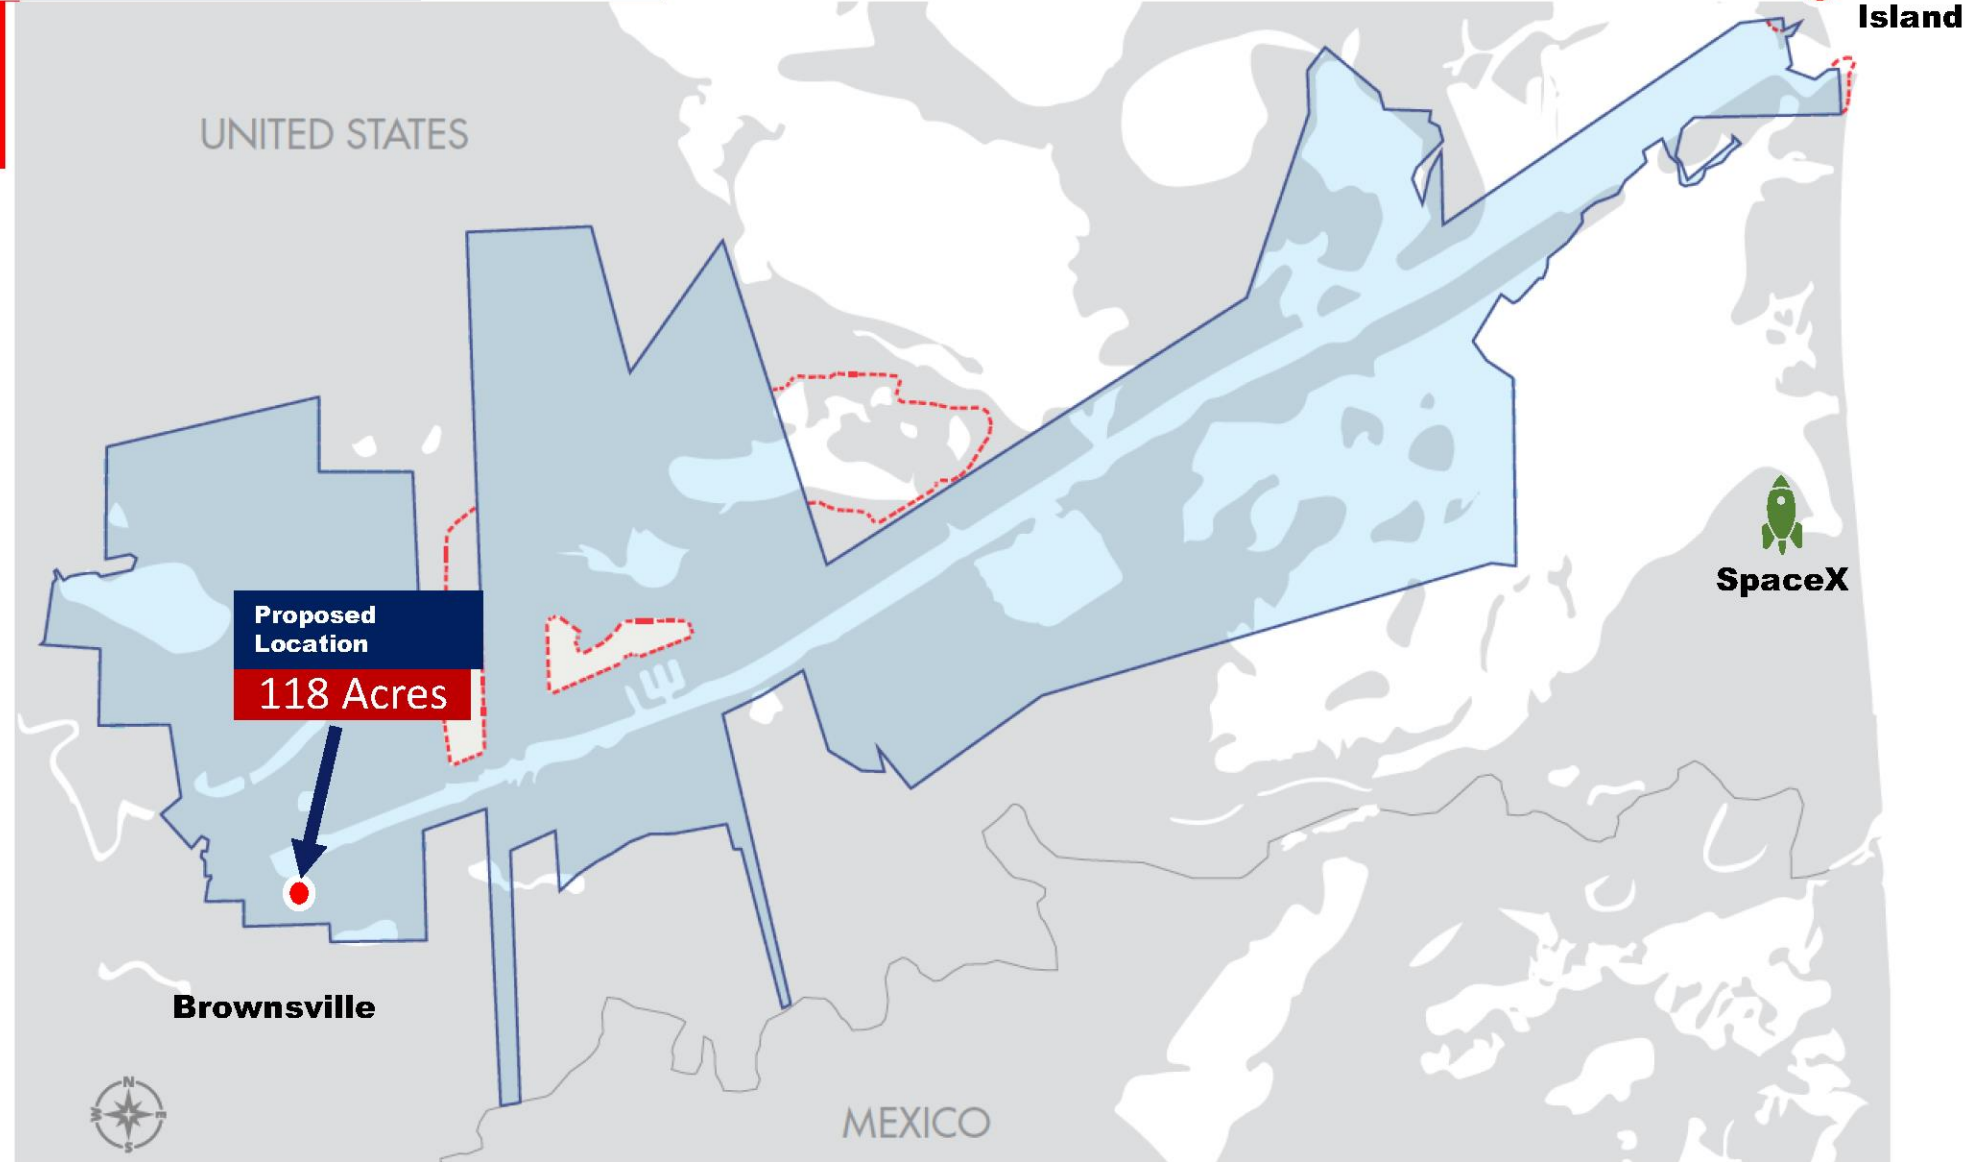 Island
UNITED STATES
SpaceX
Proposed
Location
118 Acres
Brownsville
N
W
E
S
MEXICO